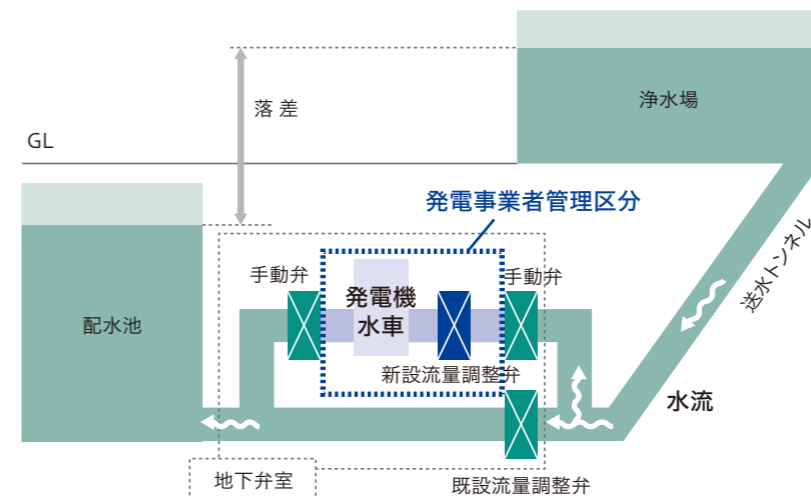 浄水場
落差
GL
発電事業者管理区分
送水トンネル
手動弁
手動弁
発電機
水車
配水池
新設流量調整弁
水流
地下弁室
既設流量調整弁